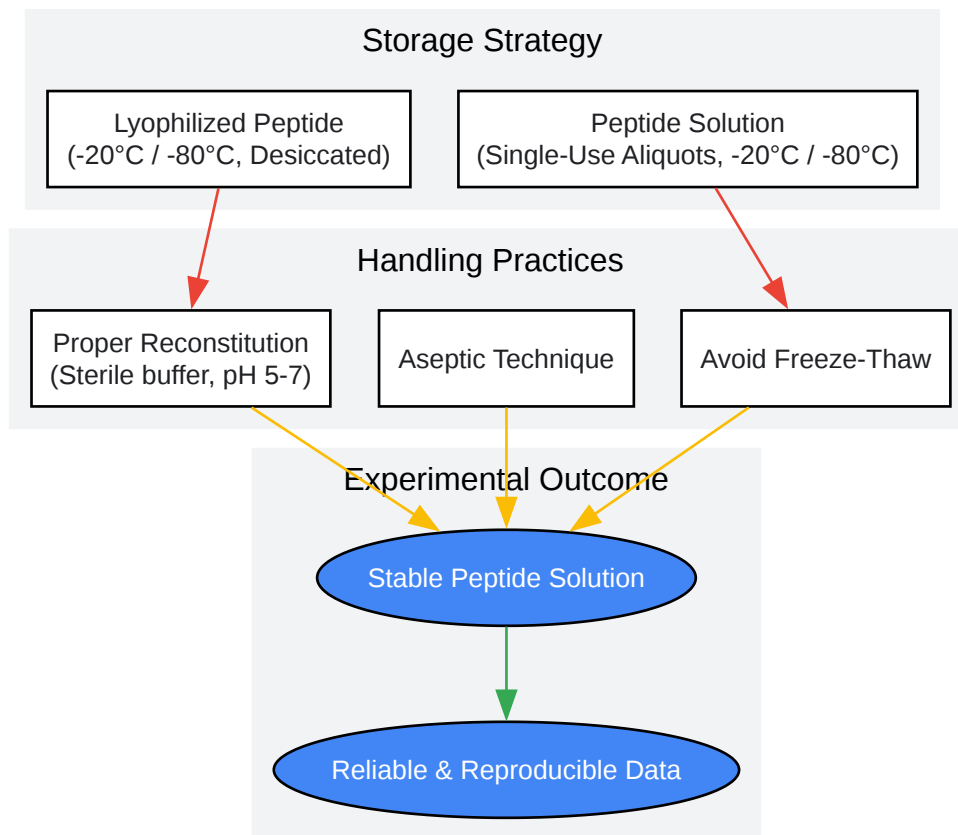 Storage Strategy
Lyophilized Peptide
(-20°C / -80°C, Desiccated)
Peptide Solution
(Single-Use Aliquots, -20°C / -80°C)
Handling Practices
Proper Reconstitution
(Sterile buffer, pH 5-7)
Aseptic Technique
Avoid Freeze-Thaw
Experimental Outcome
Stable Peptide Solution
Reliable & Reproducible Data